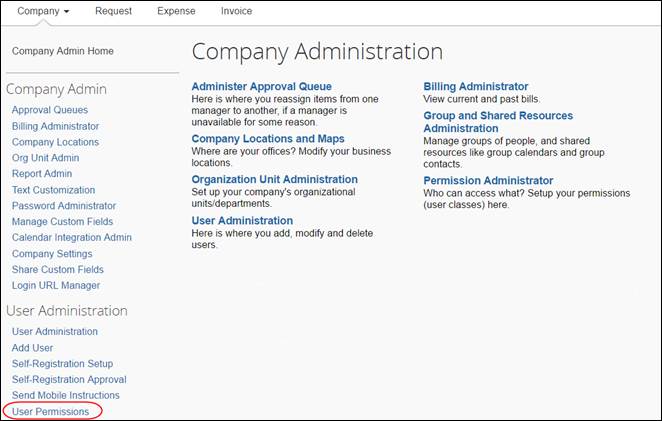 Company Request Expense Invoice
Company Admin Home
Company Admin
Approval Queues
Billing Administrator
Company Locations
Org Unit Admin
Report Admin
Text Customization
Password Administrator
Manage Custom Fields
Calendar Integration Admin
Company Settings
Share Custom Fields
Login URL Manager
User Administration
User Administration
Add User
Self-Registration Setup
Self-Registration Approval
Send Mobile Instructions
User Permissions
Company Administration
Administer Approval Queue
Here is where you reassign items from one
manager to another, if a manager is
unavailable for some reason.
Company Locations and Maps
Where are your offices? Modify your business
locations.
Organization Unit Administration
Set up your company's organizational
units/departments.
User Administration
Here is where you add, modify and delete
users.
Billing Administrator
View current and past bills.
Group and Shared Resources
Administration
Manage groups of people, and shared
resources like group calendars and group
contacts.
Permission Administrator
Who can access what? Setup your permissions
(user classes) here.